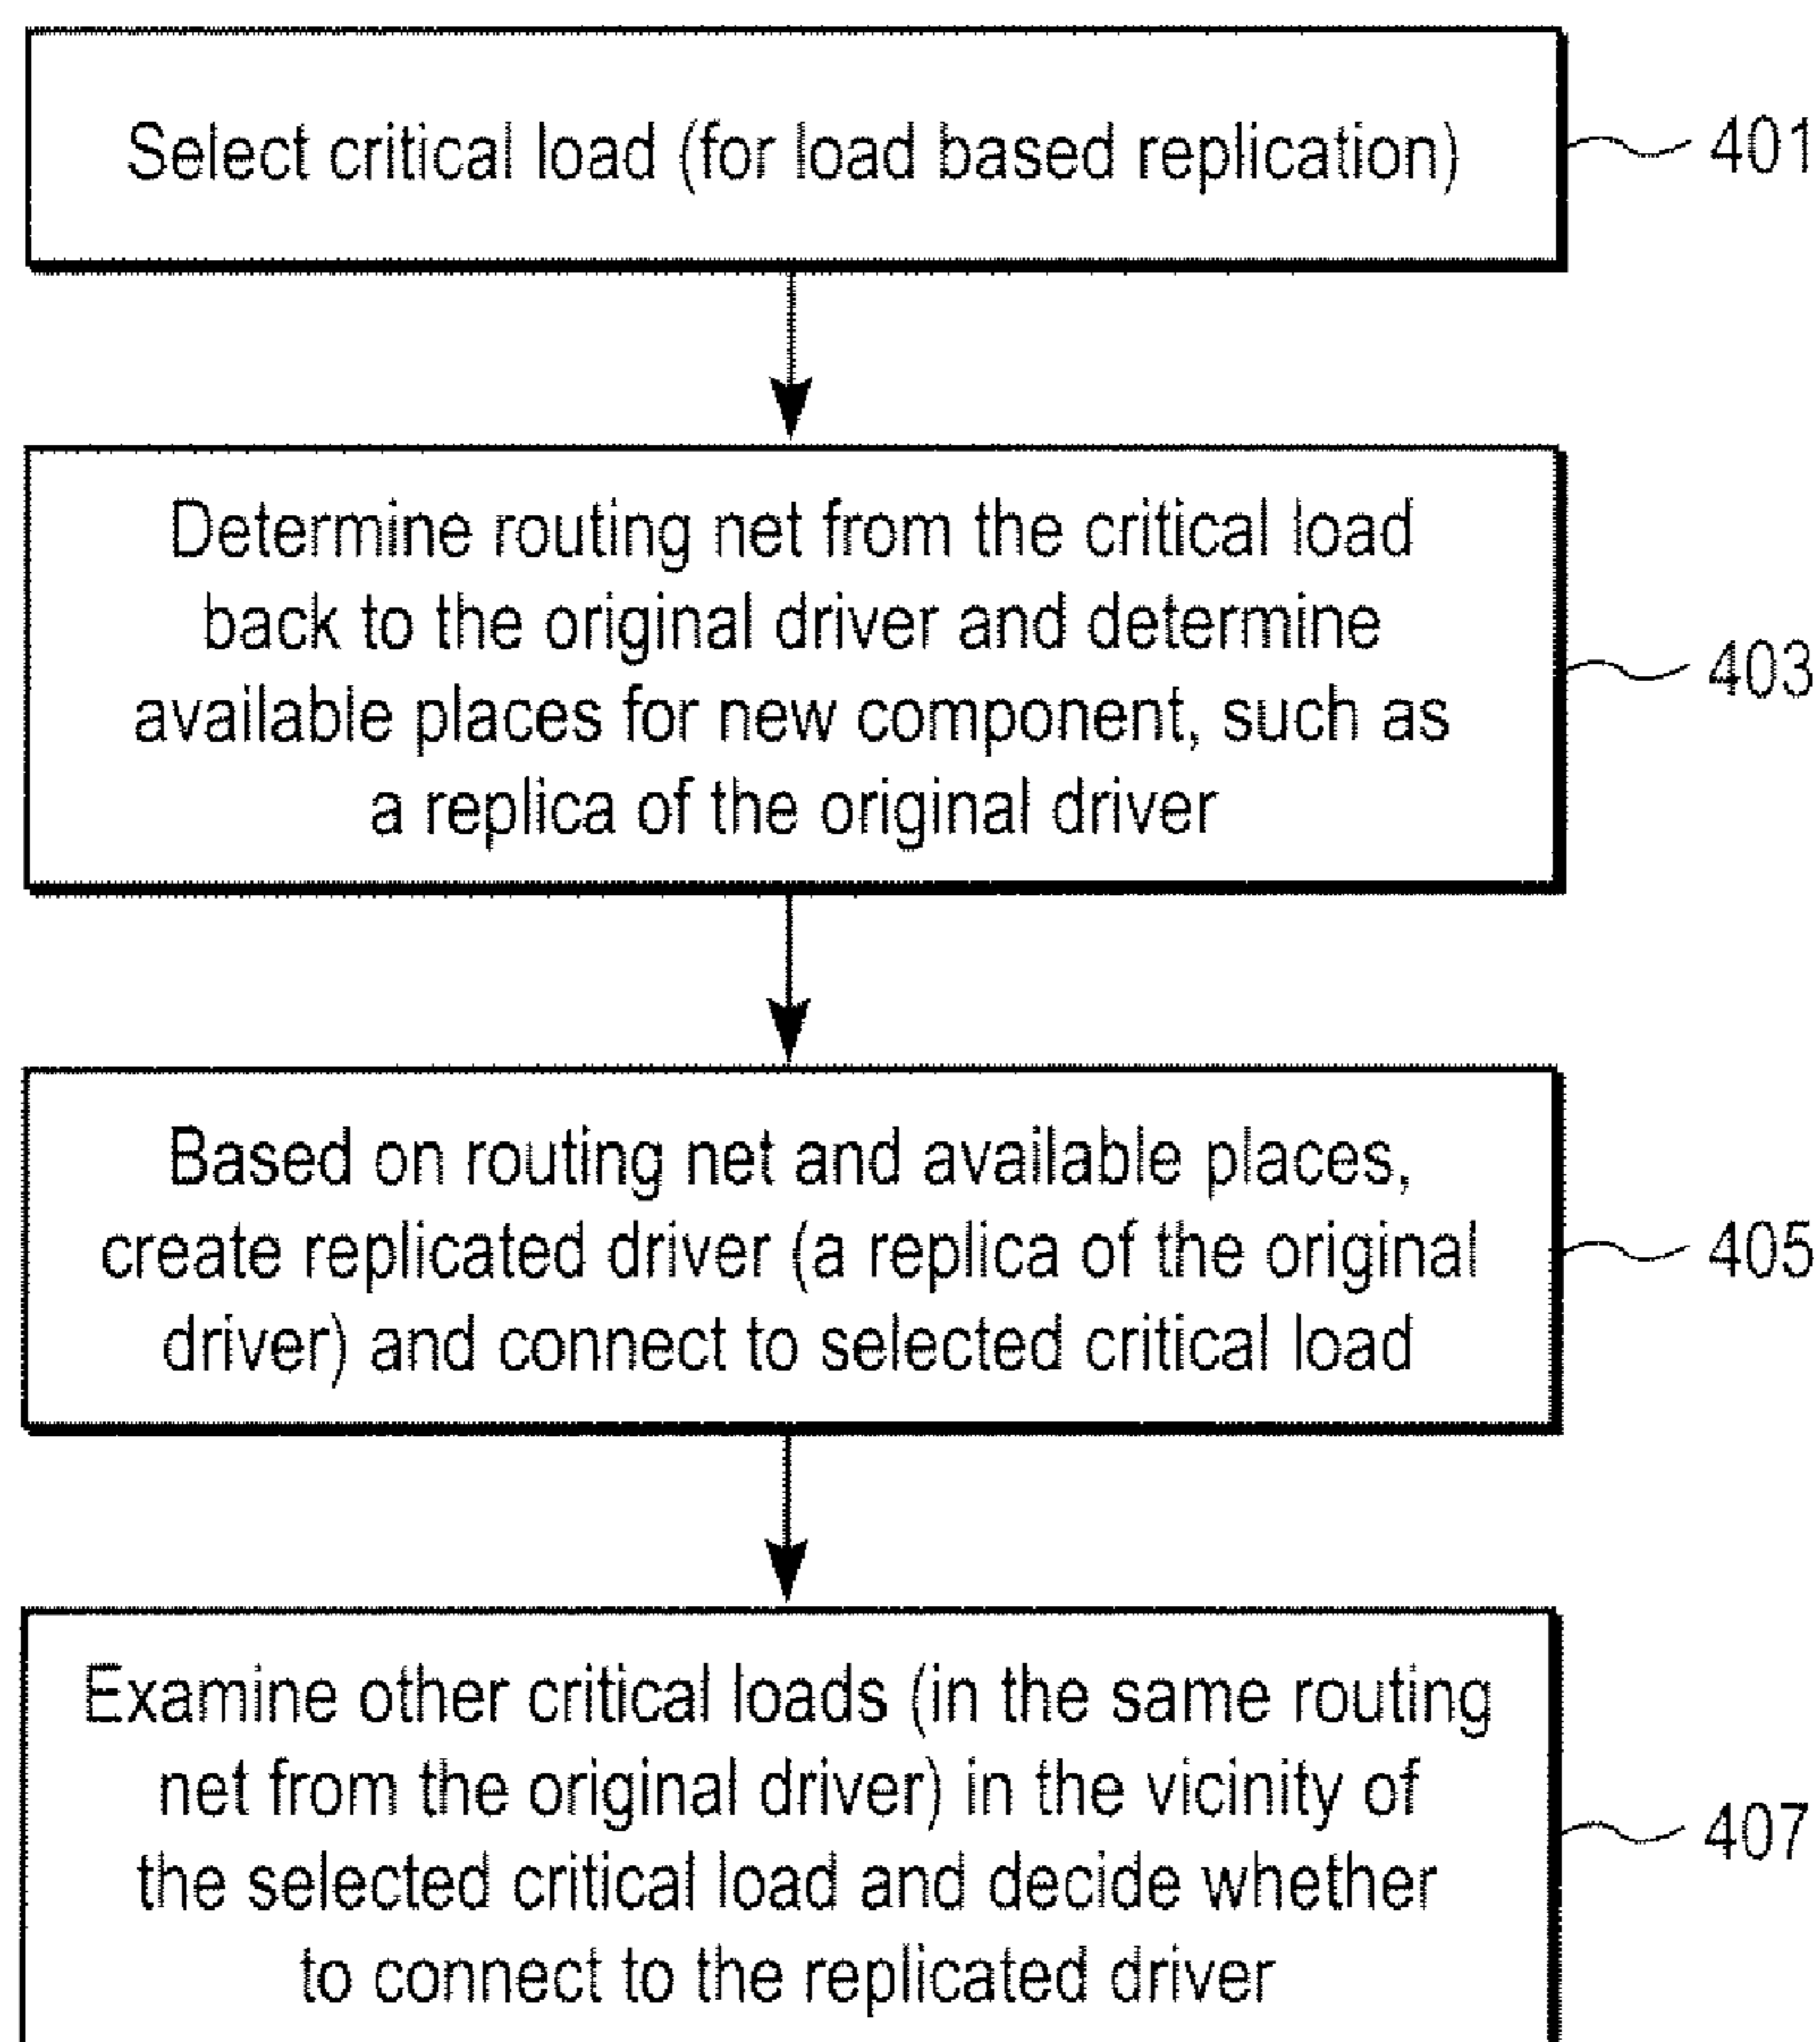 Select critical load (for load based replication)
401
Determine routing net from the critical load
back to the original driver and determine
available places for new component, such as
a replica of the original driver
403
Based on routing net and available places,
create replicated driver (a replica of the original
driver) and connect to selected critical load
405
Examine other critical loads (in the same routing
net from the original driver) in the vicinity of
the selected critical load and decide whether
to connect to the replicated driver
407